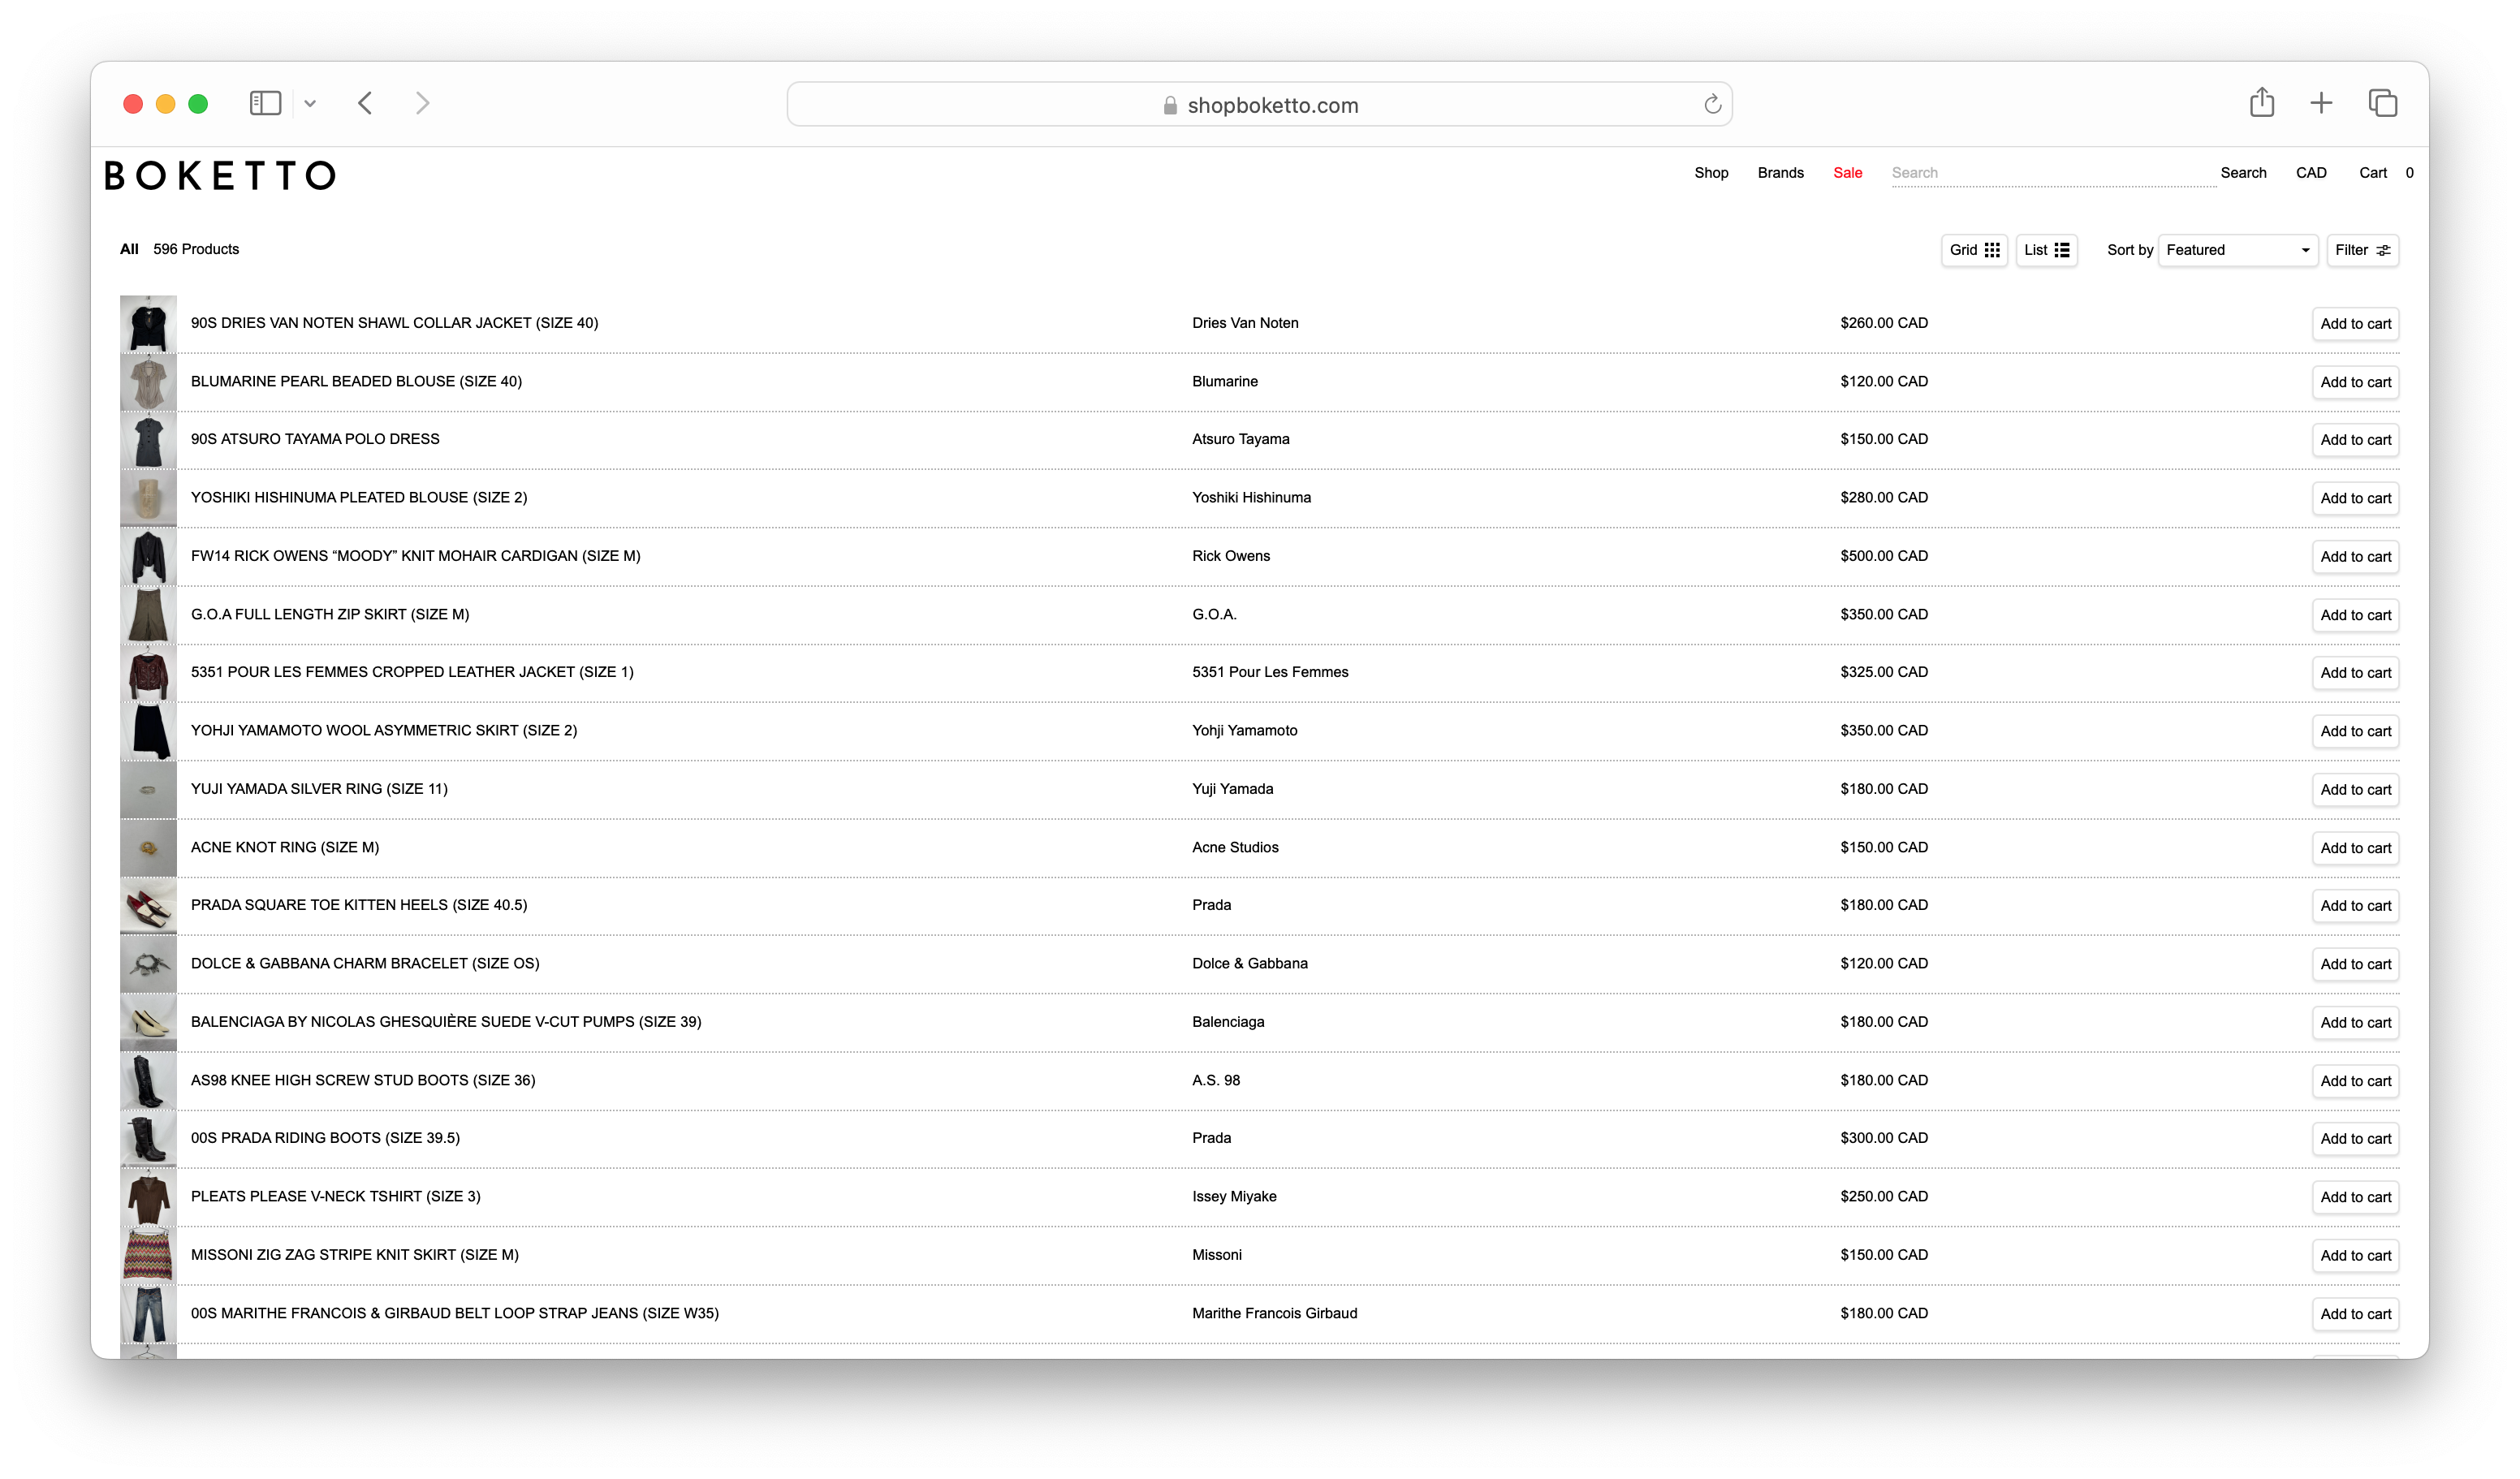 shopboketto.com
BOKETTO
Shop Brands Sale Search Search CAD Cart 0
All 596 Products Grid List Sort by Featured Filter
90S DRIES VAN NOTEN SHAWL COLLAR JACKET (SIZE 40) Dries Van Noten $260.00 CAD Add to cart
BLUMARINE PEARL BEADED BLOUSE (SIZE 40) Blumarine $120.00 CAD Add to cart
90S ATSURO TAYAMA POLO DRESS Atsuro Tayama $150.00 CAD Add to cart
YOSHIKI HISHINUMA PLEATED BLOUSE (SIZE 2) Yoshiki Hishinuma $280.00 CAD Add to cart
FW14 RICK OWENS “MOODY” KNIT MOHAIR CARDIGAN (SIZE M) Rick Owens $500.00 CAD Add to cart
G.O.A FULL LENGTH ZIP SKIRT (SIZE M) G.O.A. $350.00 CAD Add to cart
5351 POUR LES FEMMES CROPPED LEATHER JACKET (SIZE 1) 5351 Pour Les Femmes $325.00 CAD Add to cart
YOHJI YAMAMOTO WOOL ASYMMETRIC SKIRT (SIZE 2) Yohji Yamamoto $350.00 CAD Add to cart
YUJI YAMADA SILVER RING (SIZE 11) Yuji Yamada $180.00 CAD Add to cart
ACNE KNOT RING (SIZE M) Acne Studios $150.00 CAD Add to cart
PRADA SQUARE TOE KITTEN HEELS (SIZE 40.5) Prada $180.00 CAD Add to cart
DOLCE & GABBANA CHARM BRACELET (SIZE OS) Dolce & Gabbana $120.00 CAD Add to cart
BALENCIAGA BY NICOLAS GHESQUIÈRE SUEDE V-CUT PUMPS (SIZE 39) Balenciaga $180.00 CAD Add to cart
AS98 KNEE HIGH SCREW STUD BOOTS (SIZE 36) A.S. 98 $180.00 CAD Add to cart
00S PRADA RIDING BOOTS (SIZE 39.5) Prada $300.00 CAD Add to cart
PLEATS PLEASE V-NECK TSHIRT (SIZE 3) Issey Miyake $250.00 CAD Add to cart
MISSONI ZIG ZAG STRIPE KNIT SKIRT (SIZE M) Missoni $150.00 CAD Add to cart
00S MARITHE FRANCOIS & GIRBAUD BELT LOOP STRAP JEANS (SIZE W35) Marithe Francois Girbaud $180.00 CAD Add to cart